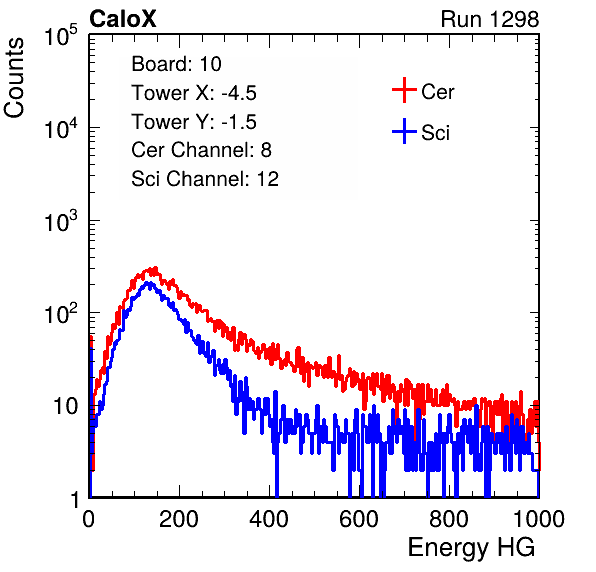 CaloX Run 1298
Counts
10^5
10^4
10^3
10^2
10
1
Board: 10
Tower X: -4.5
Tower Y: -1.5
Cer Channel: 8
Sci Channel: 12
Cer
Sci
0 200 400 600 800 1000
Energy HG